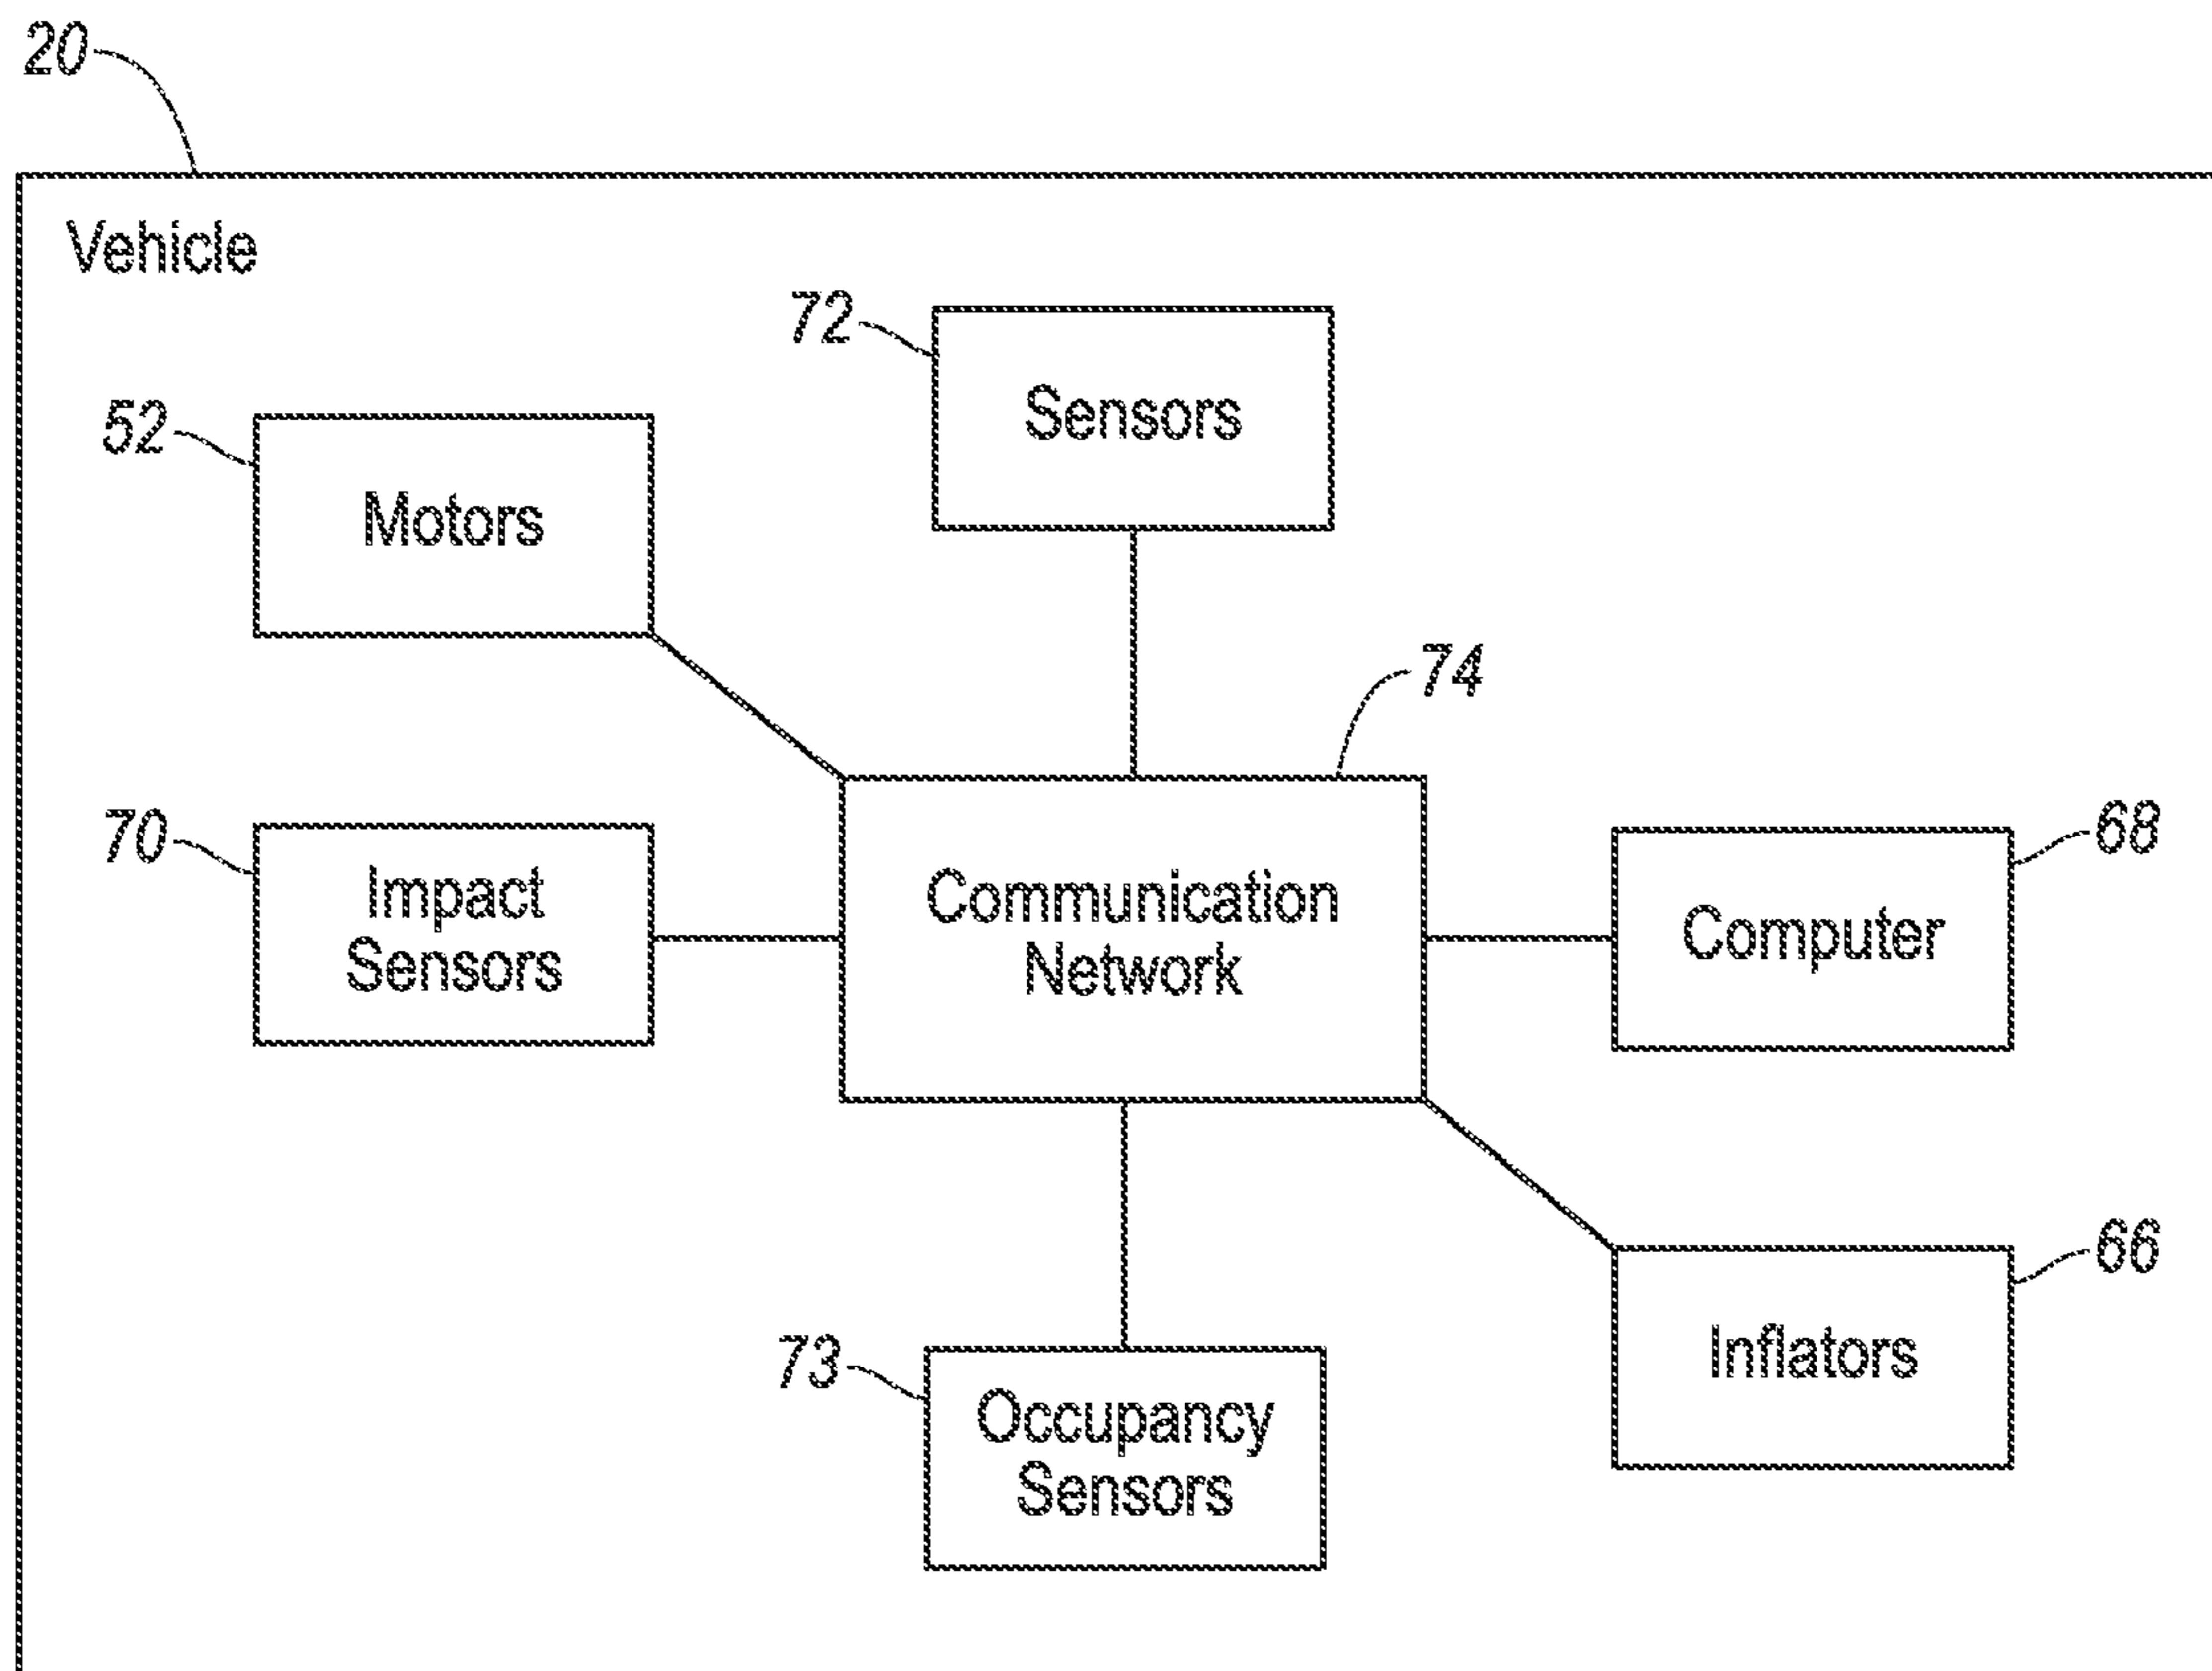 20
Vehicle
72
Sensors
52
Motors
74
70
Impact
Sensors
Communication
Network
68
Computer
66
Inflators
73
Occupancy
Sensors